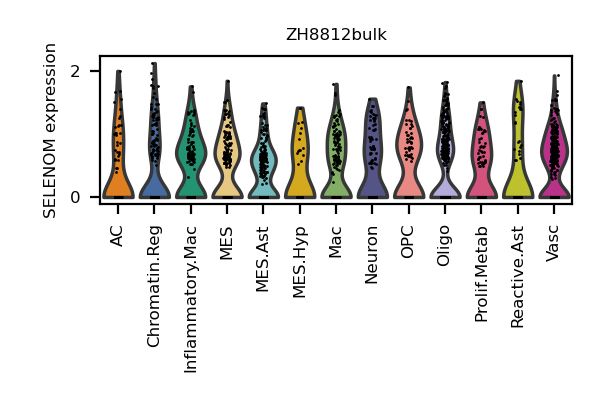 ZH8812bulk
SELENOM expression
2
0
AC
Chromatin.Reg
Inflammatory.Mac
MES
MES.Ast
MES.Hyp
Mac
Neuron
OPC
Oligo
Prolif.Metab
Reactive.Ast
Vasc